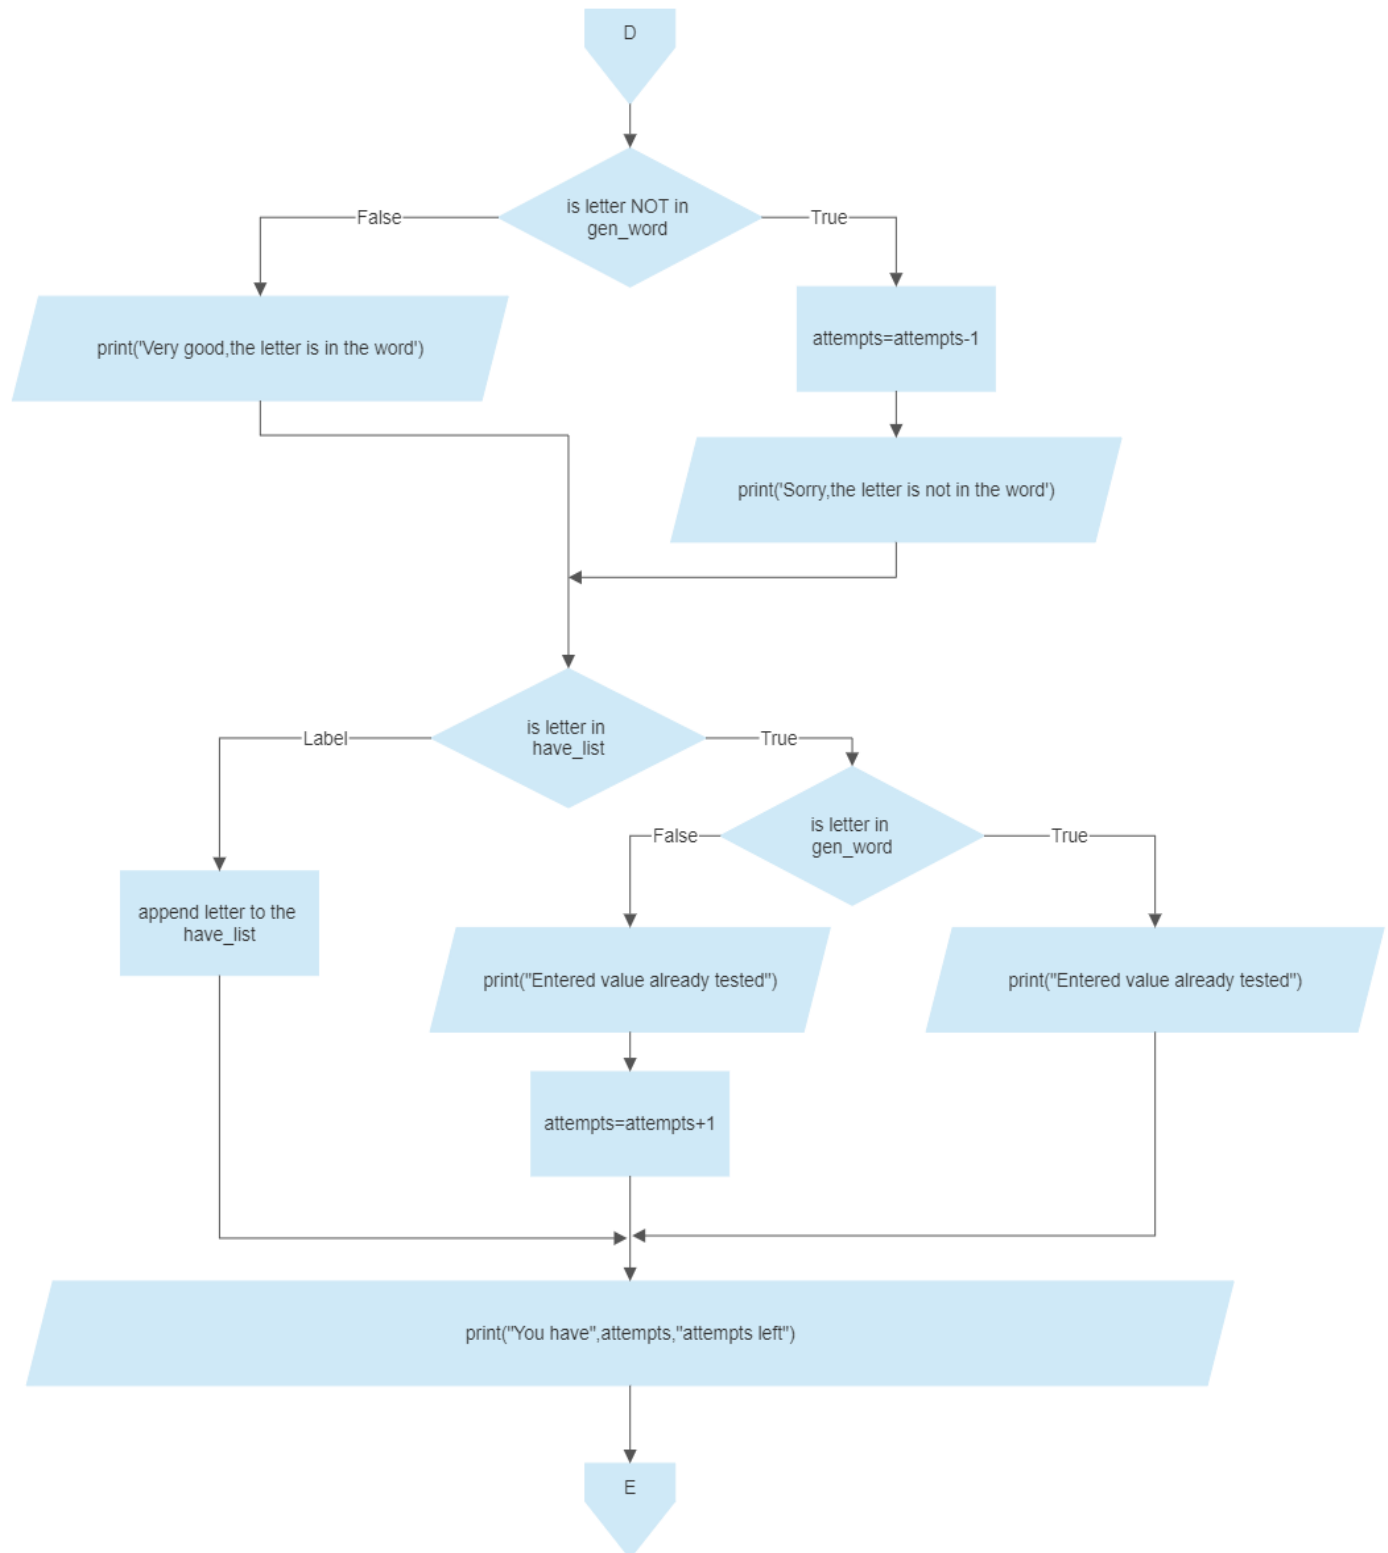 D
is letter NOT in
gen_word
False
True
print('Very good,the letter is in the word')
attempts=attempts-1
print('Sorry,the letter is not in the word')
is letter in
have_list
Label
True
is letter in
gen_word
False
True
append letter to the
have_list
print("Entered value already tested")
print("Entered value already tested")
attempts=attempts+1
print("You have",attempts,"attempts left")
E